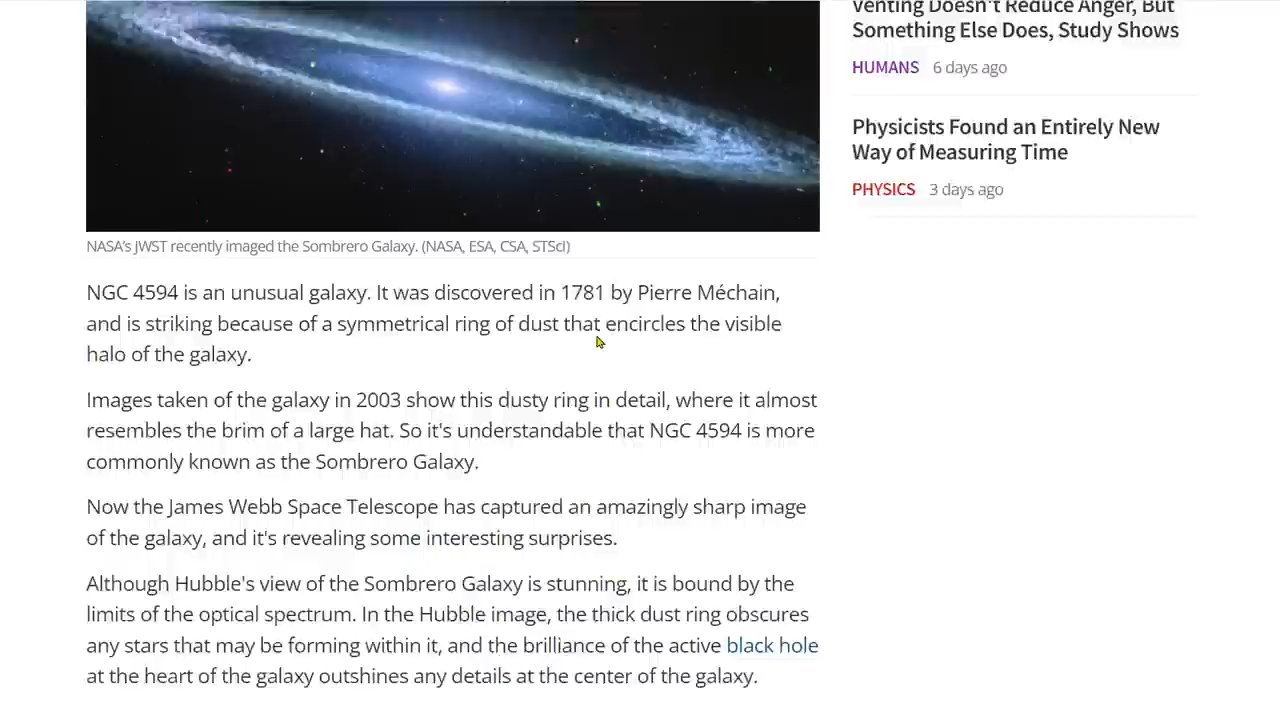 NASA's JWST recently imaged the Sombrero Galaxy. (NASA, ESA, CSA, STScI)
NGC 4594 is an unusual galaxy. It was discovered in 1781 by Pierre Méchain,
and is striking because of a symmetrical ring of dust that encircles the visible
halo of the galaxy.
Images taken of the galaxy in 2003 show this dusty ring in detail, where it almost
resembles the brim of a large hat. So it's understandable that NGC 4594 is more
commonly known as the Sombrero Galaxy.
Now the James Webb Space Telescope has captured an amazingly sharp image
of the galaxy, and it's revealing some interesting surprises.
Although Hubble's view of the Sombrero Galaxy is stunning, it is bound by the
limits of the optical spectrum. In the Hubble image, the thick dust ring obscures
any stars that may be forming within it, and the brilliance of the active black hole
at the heart of the galaxy outshines any details at the center of the galaxy.
Venting Doesn't Reduce Anger, But
Something Else Does, Study Shows
HUMANS 6 days ago
Physicists Found an Entirely New
Way of Measuring Time
PHYSICS 3 days ago